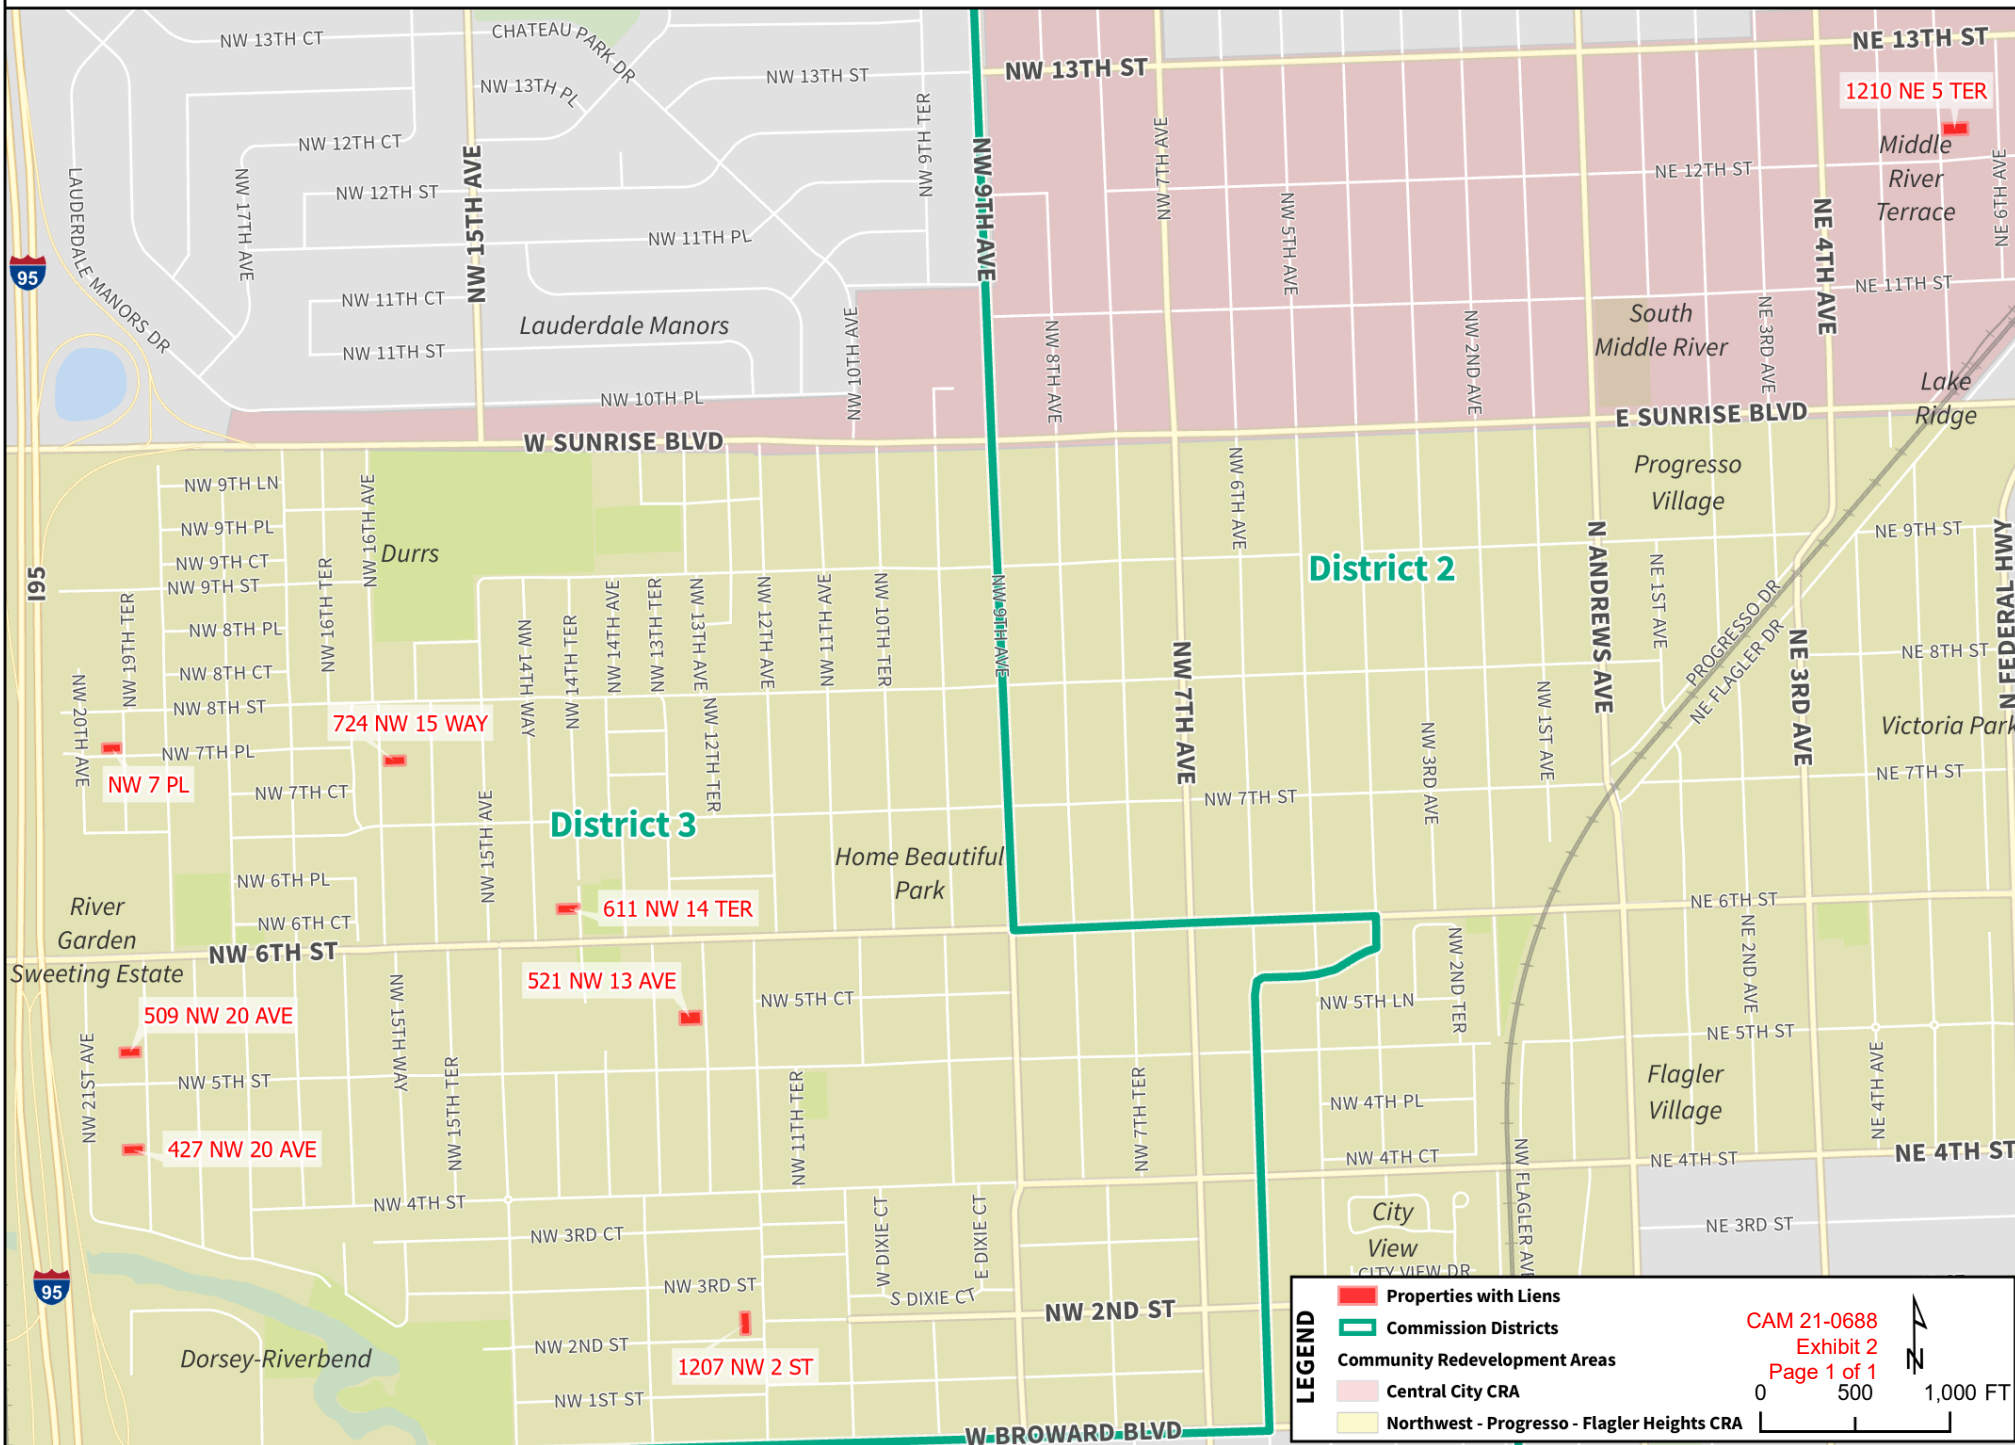 NW 13TH CT
CHATEAU PARK DR
NW 13TH PL
NW 13TH ST
NW 13TH ST
NE 13TH ST
1210 NE 5 TER
NW 12TH CT
NW 12TH ST
NW 11TH PL
NW 11TH CT
NW 11TH ST
NW 10TH PL
LAUDERDALE MANORS DR
NW 17TH AVE
NW 15TH AVE
NW 9TH TER
NW 9TH AVE
NW 7TH AVE
NW 5TH AVE
NE 12TH ST
Middle
River
Terrace
NE 6TH AVE
NE 4TH AVE
NE 11TH ST
95
Lauderdale Manors
NW 10TH AVE
NW 8TH AVE
NW 2ND AVE
South
Middle River
NE 3RD AVE
Lake
Ridge
W SUNRISE BLVD
E SUNRISE BLVD
Progresso
Village
NW 9TH LN
NW 9TH PL
NW 9TH CT
NW 9TH ST
NW 8TH PL
NW 8TH CT
NW 8TH ST
NW 16TH AVE
NW 16TH TER
NW 19TH TER
NW 20TH AVE
I95
Durrs
NW 14TH WAY
NW 14TH TER
NW 14TH AVE
NW 13TH TER
NW 13TH AVE
NW 12TH AVE
NW 11TH AVE
NW 10TH TER
NW 9TH AVE
NW 6TH AVE
District 2
N ANDREWS AVE
NE 1ST AVE
NE 9TH ST
N FEDERAL HWY
PROGRESSO DR
NE FLAGLER DR
NE 3RD AVE
NE 8TH ST
Victoria Park
NE 7TH ST
724 NW 15 WAY
NW 7TH PL
NW 7 PL
NW 7TH CT
NW 12TH TER
NW 15TH AVE
District 3
NW 7TH AVE
NW 7TH ST
NW 3RD AVE
NW 1ST AVE
Home Beautiful
Park
NW 6TH PL
NW 6TH CT
NW 6TH ST
611 NW 14 TER
NE 6TH ST
River
Garden
Sweeting Estate
521 NW 13 AVE
NW 5TH CT
NW 5TH LN
NW 2ND TER
NE 2ND AVE
NE 5TH ST
509 NW 20 AVE
NW 21ST AVE
NW 5TH ST
NW 15TH WAY
NW 15TH TER
427 NW 20 AVE
NW 11TH TER
NW 7TH TER
NW 4TH PL
NW 4TH CT
Flagler
Village
NE 4TH AVE
NE 4TH ST
NE 4TH ST
NW 4TH ST
NW 3RD CT
NW 3RD ST
W DIXIE CT
E DIXIE CT
S DIXIE CT
City
View
CITY VIEW DR
NW FLAGLER AVE
NE 3RD ST
95
NW 2ND ST
NW 2ND ST
1207 NW 2 ST
Dorsey-Riverbend
NW 1ST ST
W BROWARD BLVD
LEGEND
Properties with Liens
Commission Districts
Community Redevelopment Areas
Central City CRA
Northwest - Progresso - Flagler Heights CRA
CAM 21-0688
Exhibit 2
Page 1 of 1
N
0 500 1,000 FT